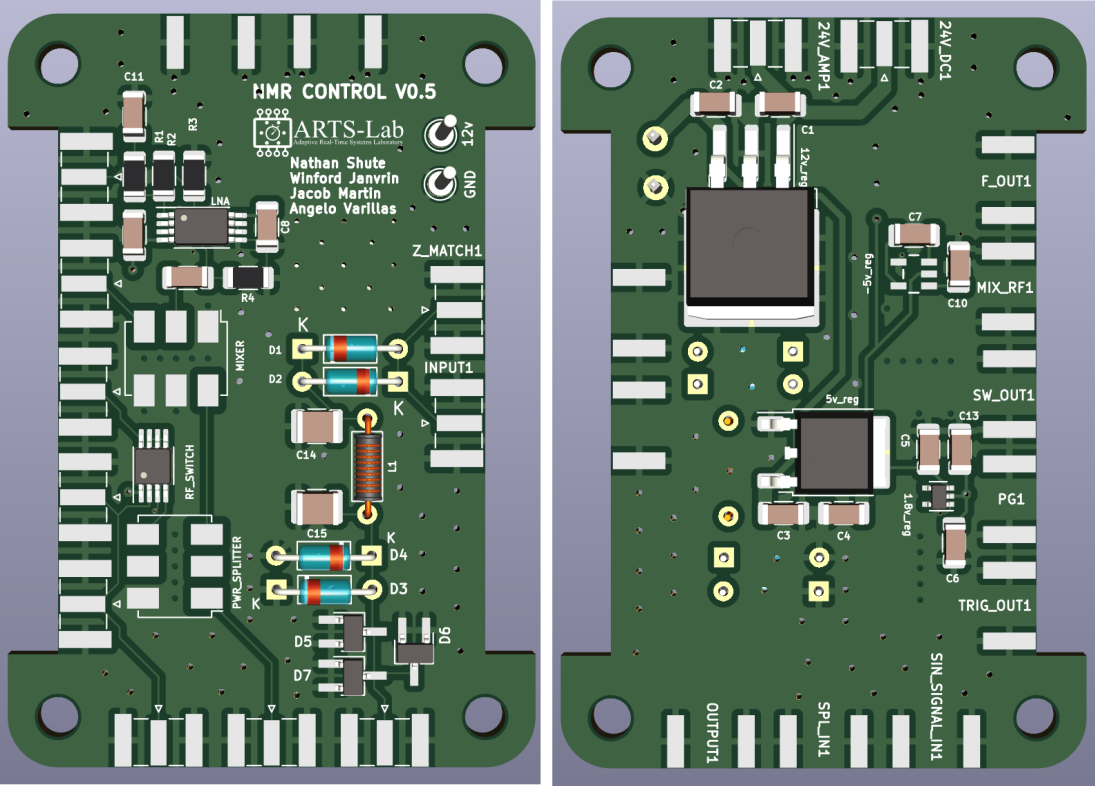 C11
NMR CONTROL V0.5
R3
R1
R2
ARTS-Lab
Adaptive Real-Time Systems Laboratory
12v
Nathan Shute
Winford Janvrin
Jacob Martin
Angelo Varillas
GND
LNA
C8
Z_MATCH1
R4
K
D1
MIXER
D2
INPUT1
K
C14
L1
RF_SWITCH
C15
K
D4
PWR_SPLITTER
D3
K
D5
D6
D7
24V_AMP1
24V_DC1
C2
C1
12v_reg
F_OUT1
C7
-5v_reg
MIX_RF1
C10
5v_reg
SW_OUT1
C13
C5
1.8v_reg
PG1
C3
C4
C6
TRIG_OUT1
OUTPUT1
SPL_IN1
SIN_SIGNAL_IN1